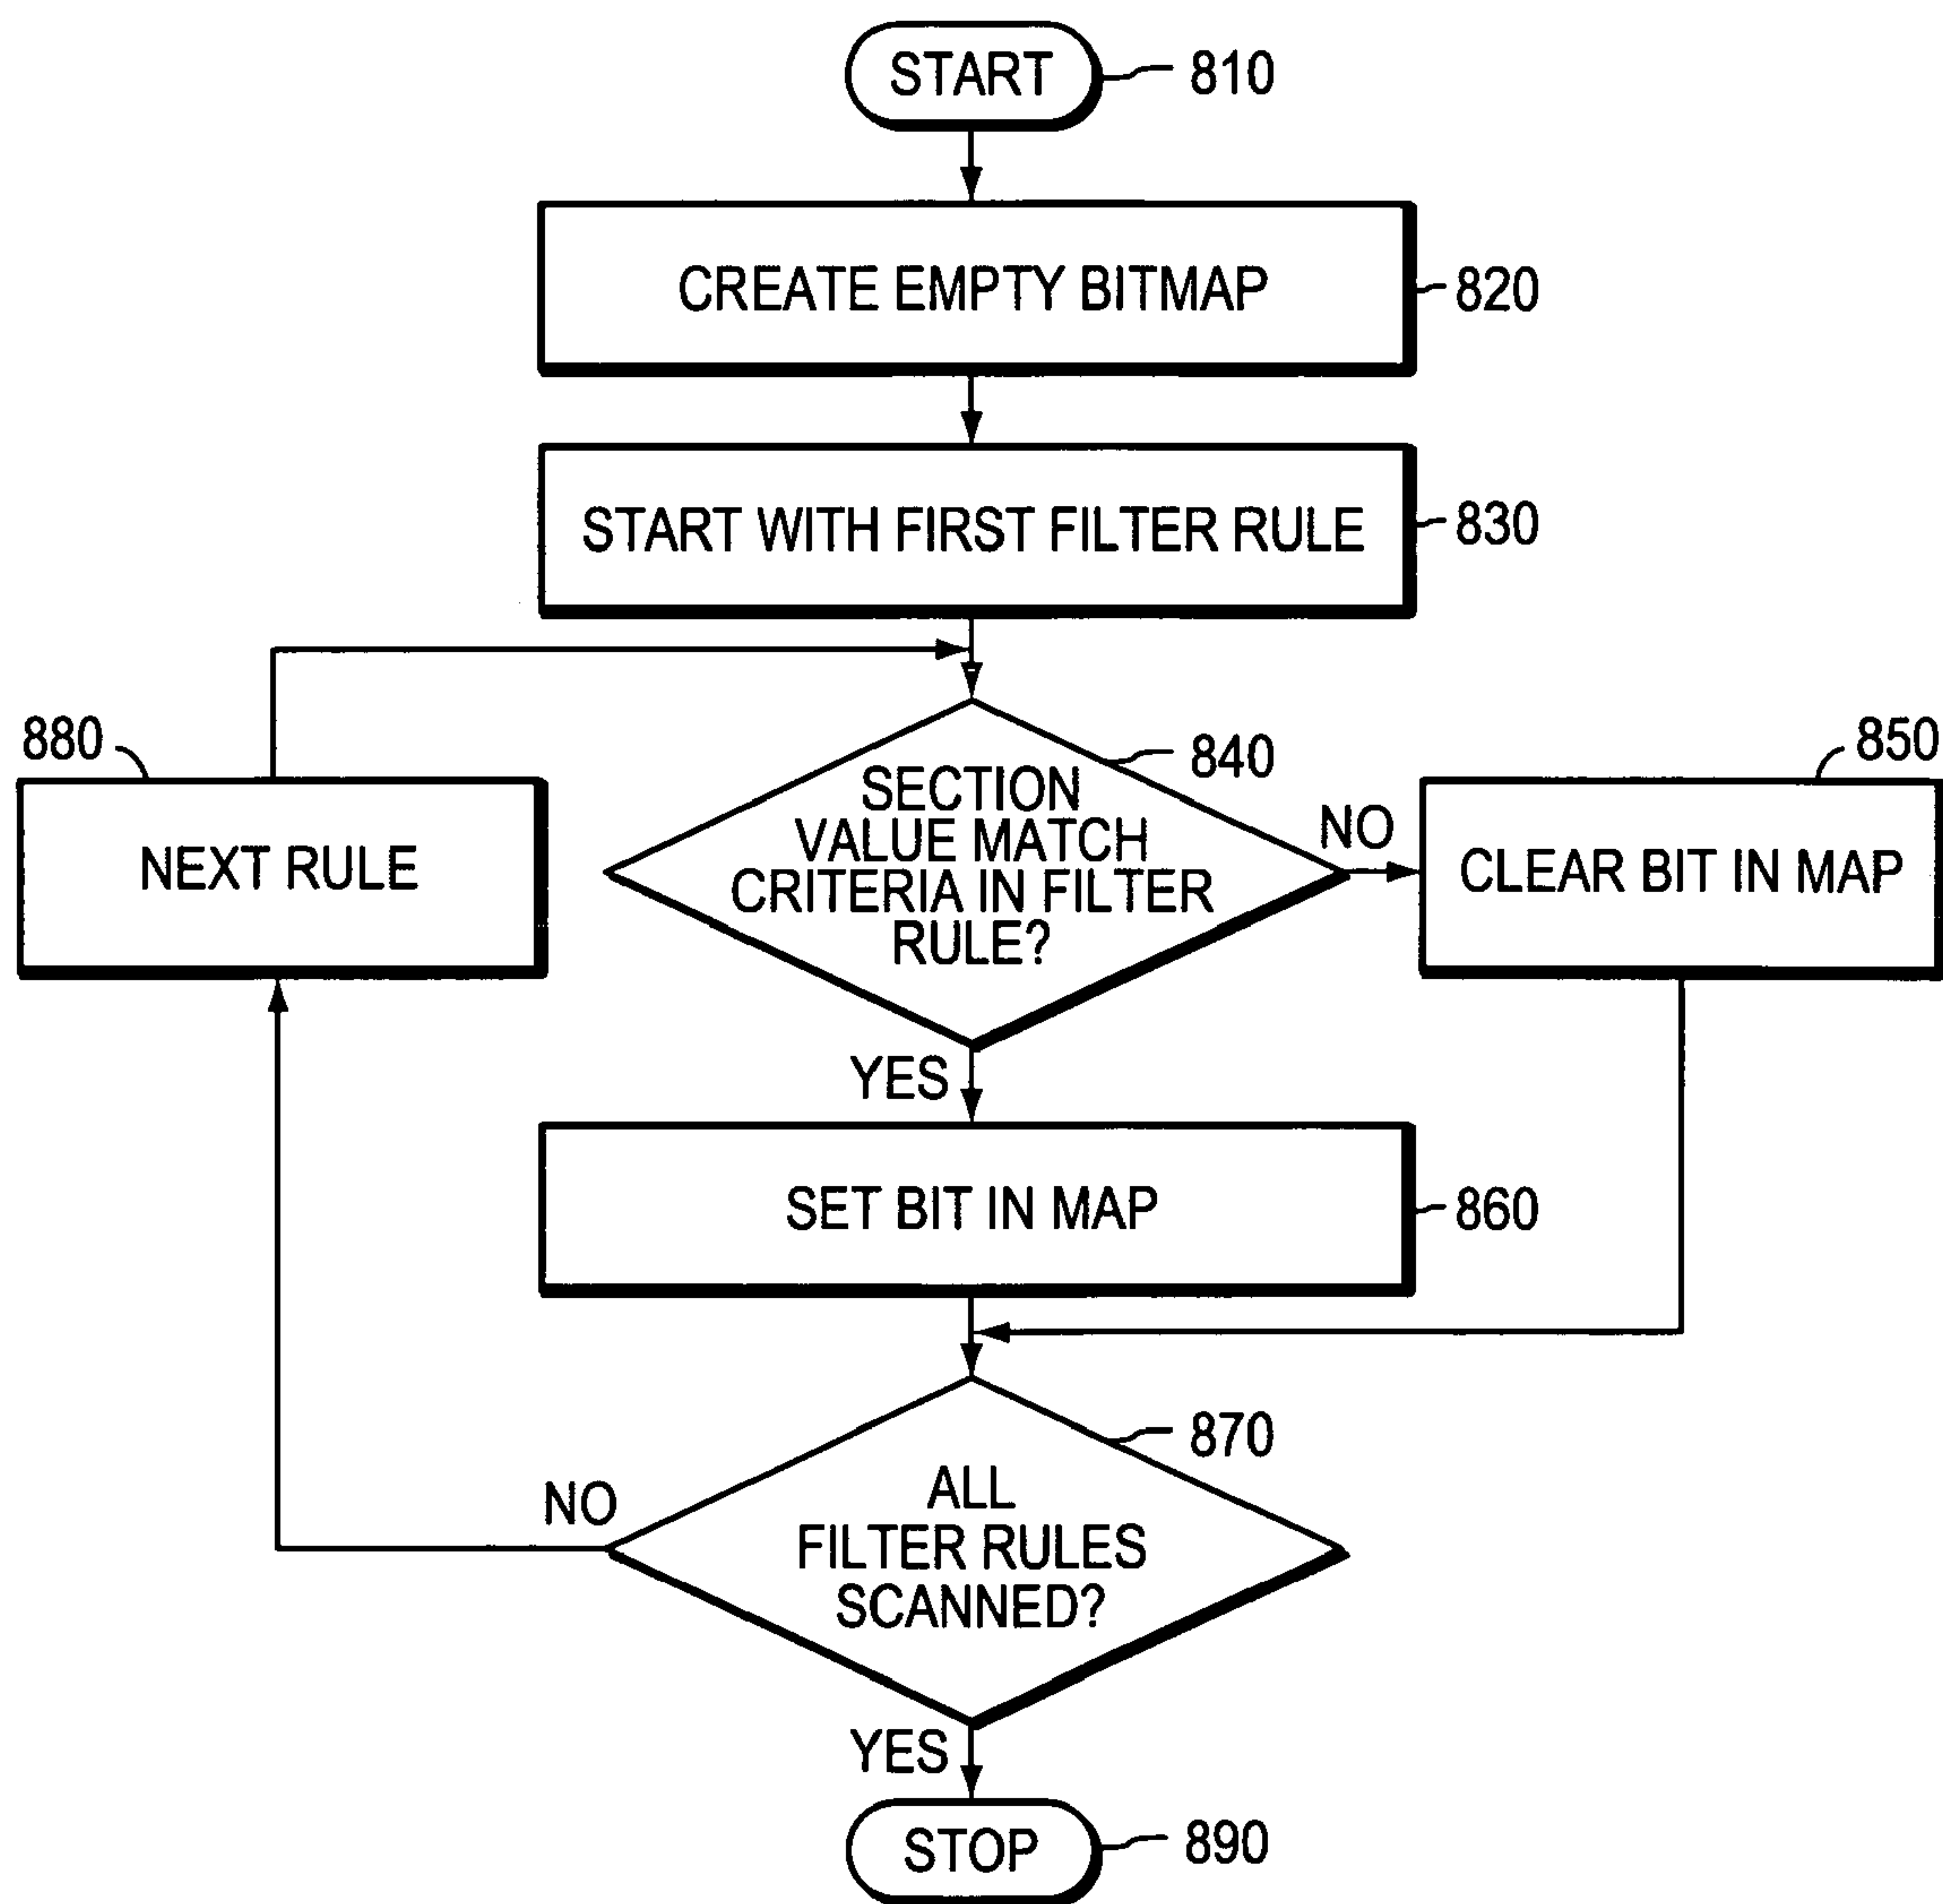 START
810
CREATE EMPTY BITMAP
820
START WITH FIRST FILTER RULE
830
880
NEXT RULE
840
SECTION
VALUE MATCH
CRITERIA IN FILTER
RULE?
NO
850
CLEAR BIT IN MAP
YES
SET BIT IN MAP
860
870
ALL
FILTER RULES
SCANNED?
NO
YES
STOP
890